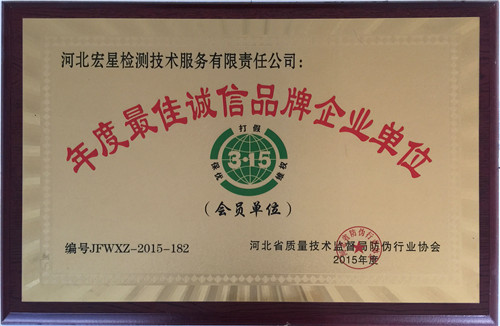 河北宏星检测技术服务有限责任公司:
年度最佳诚信品牌企业单位
打假
3·15
保优
维权
(会员单位)
编号JFWXZ-2015-182
河北省质量技术监督局防伪行业协会
2015年度